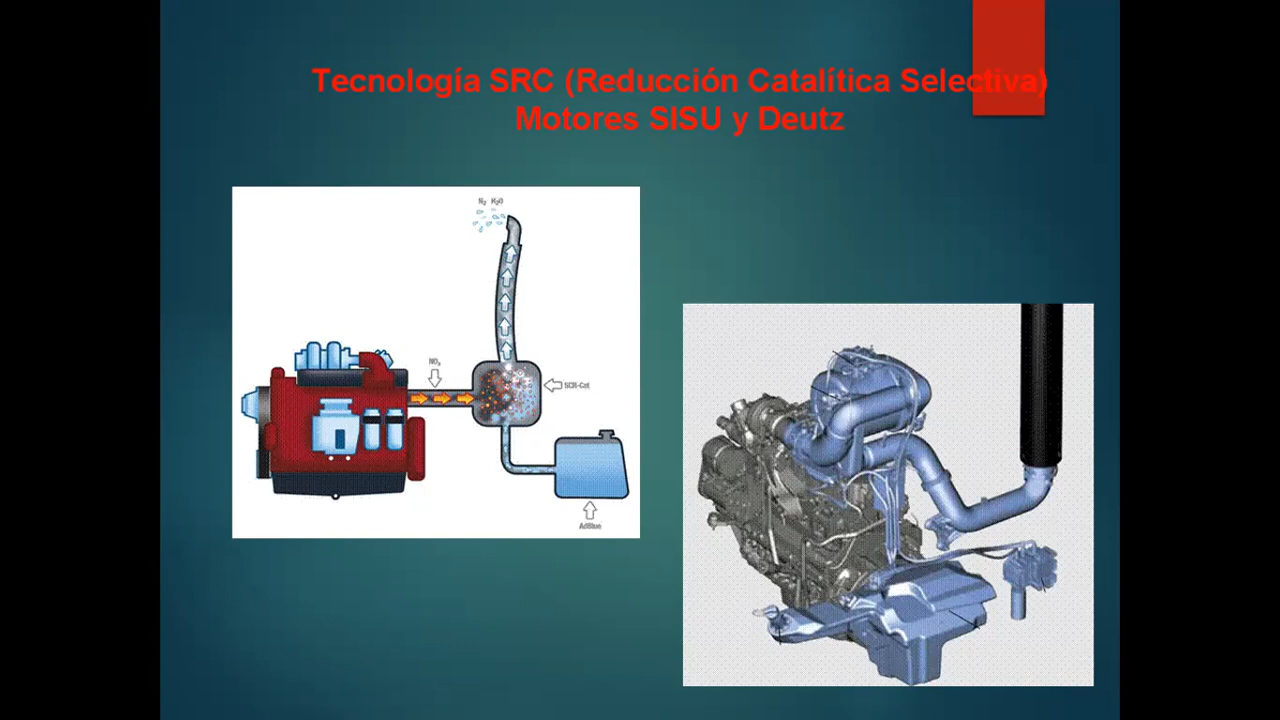 Tecnología SRC (Reducción Catalítica Selectiva)
Motores SISU y Deutz
N₂ H₂O
NOₓ
SCR-Cat
AdBlue